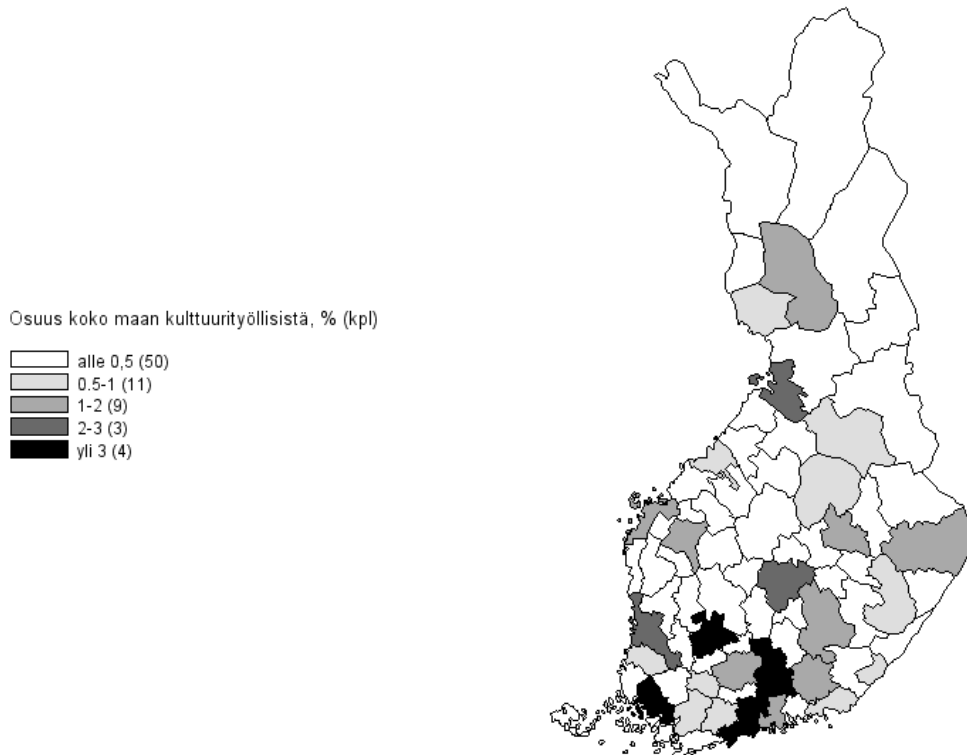 Osuus koko maan kulttuurityöllisistä, % (kpl)
alle 0,5 (50)
0.5-1 (11)
1-2 (9)
2-3 (3)
yli 3 (4)